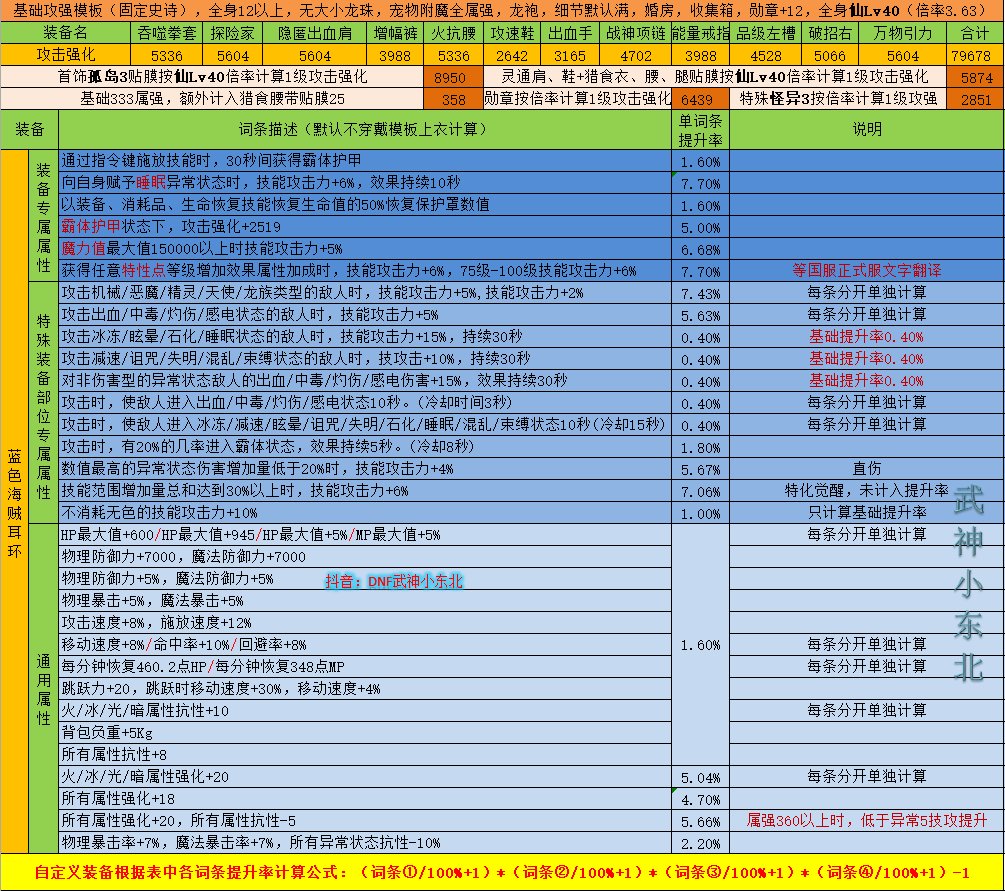 基础攻强模板（固定史诗），全身12以上，无大小龙珠，宠物附魔全属强，龙袍，细节默认满，婚房，收集箱，勋章+12，全身仙Lv40（倍率3.63）
装备名 吞噬拳套 探险家 隐匿出血肩 增幅裤 火抗腰 攻速鞋 出血手 战神项链 能量戒指 品级左槽 破招右 万物引力 合计
攻击强化 5336 5604 5604 3988 5336 2642 3165 4702 3988 4528 5066 5604 79678
首饰孤岛3贴膜按仙Lv40倍率计算1级攻击强化 8950 灵通肩、鞋+猎食衣、腰、腿贴膜按仙Lv40倍率计算1级攻击强化 5874
基础333属强，额外计入猎食腰带贴膜25 358 勋章按倍率计算1级攻击强化 6439 特殊怪异3按倍率计算1级攻强 2851
装备 词条描述（默认不穿戴模板上衣计算） 单词条提升率 说明
蓝色海贼耳环
装备专属属性
通过指令键施放技能时，30秒间获得霸体护甲 1.60%
向自身赋予睡眠异常状态时，技能攻击力+6%，效果持续10秒 7.70%
以装备、消耗品、生命恢复技能恢复生命值的50%恢复保护罩数值 1.60%
霸体护甲状态下，攻击强化+2519 5.00%
魔力值最大值150000以上时技能攻击力+5% 6.68%
获得任意特性点等级增加效果属性加成时，技能攻击力+6%，75级-100级技能攻击力+6% 7.70% 等国服正式服文字翻译
特殊装备部位专属属性
攻击机械/恶魔/精灵/天使/龙族类型的敌人时，技能攻击力+5%,技能攻击力+2% 7.43% 每条分开单独计算
攻击出血/中毒/灼伤/感电状态的敌人时，技能攻击力+5% 5.63% 每条分开单独计算
攻击冰冻/眩晕/石化/睡眠状态的敌人时，技能攻击力+15%，持续30秒 0.40% 基础提升率0.40%
攻击减速/诅咒/失明/混乱/束缚状态的敌人时，技攻击+10%，持续30秒 0.40% 基础提升率0.40%
对非伤害型的异常状态敌人的出血/中毒/灼伤/感电伤害+15%，效果持续30秒 0.40% 基础提升率0.40%
攻击时，使敌人进入出血/中毒/灼伤/感电状态10秒。（冷却时间3秒） 0.40% 每条分开单独计算
攻击时，使敌人进入冰冻/减速/眩晕/诅咒/失明/石化/睡眠/混乱/束缚状态10秒（冷却15秒） 0.40% 每条分开单独计算
攻击时，有20%的几率进入霸体状态，效果持续5秒。（冷却8秒） 1.80%
数值最高的异常状态伤害增加量低于20%时，技能攻击力+4% 5.67% 直伤
技能范围增加量总和达到30%以上时，技能攻击力+6% 7.06% 特化觉醒，未计入提升率
不消耗无色的技能攻击力+10% 1.00% 只计算基础提升率
通用属性
HP最大值+600/HP最大值+945/HP最大值+5%/MP最大值+5% 每条分开单独计算
物理防御力+7000，魔法防御力+7000
物理防御力+5%，魔法防御力+5% 抖音：DNF武神小东北
物理暴击+5%，魔法暴击+5%
攻击速度+8%，施放速度+12%
移动速度+8%/命中率+10%/回避率+8% 1.60% 每条分开单独计算
每分钟恢复460.2点HP/每分钟恢复348点MP 每条分开单独计算
跳跃力+20，跳跃时移动速度+30%，移动速度+4%
火/冰/光/暗属性抗性+10 每条分开单独计算
背包负重+5Kg
所有属性抗性+8
火/冰/光/暗属性强化+20 5.04% 每条分开单独计算
所有属性强化+18 4.70%
所有属性强化+20，所有属性抗性-5 5.66% 属强360以上时，低于异常5技攻提升
物理暴击率+7%，魔法暴击率+7%，所有异常状态抗性-10% 2.20%
武神小东北
自定义装备根据表中各词条提升率计算公式：（词条①/100%+1）*（词条②/100%+1）*（词条③/100%+1）*（词条④/100%+1）-1